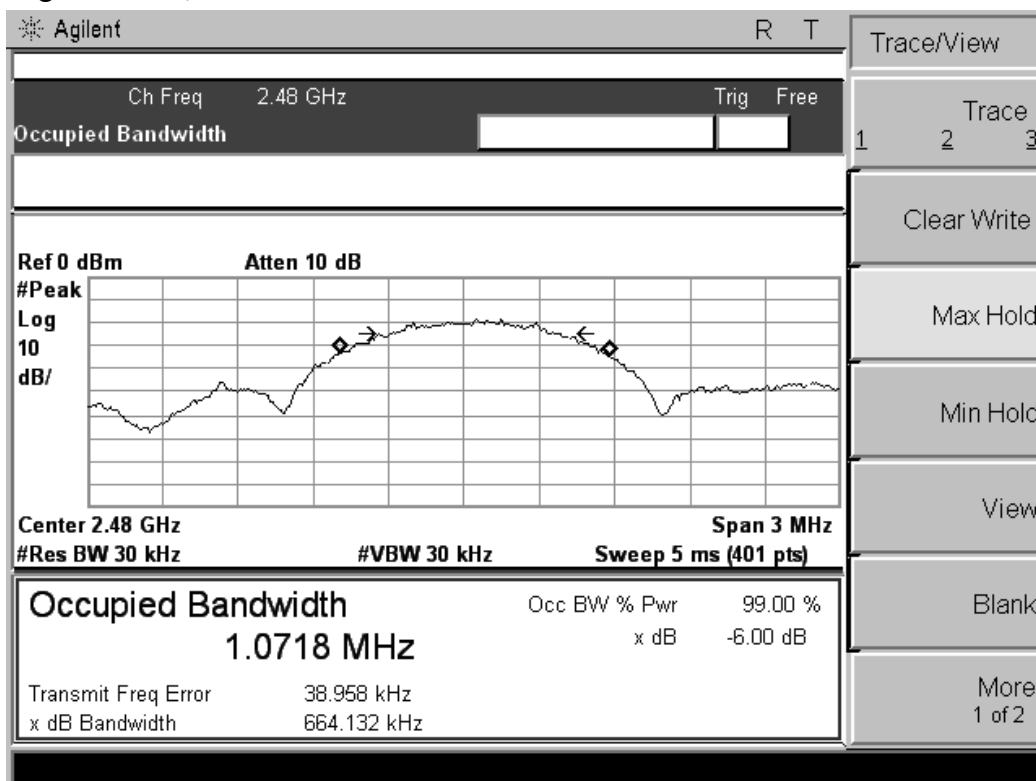 Agilent R T
Trace/View
Ch Freq 2.48 GHz Trig Free
Occupied Bandwidth
Trace
1 2 3
Clear Write
Max Hold
Min Hold
View
Blank
More
1 of 2
Ref 0 dBm Atten 10 dB
#Peak
Log
10
dB/
Center 2.48 GHz Span 3 MHz
#Res BW 30 kHz #VBW 30 kHz Sweep 5 ms (401 pts)
Occupied Bandwidth
1.0718 MHz
Occ BW % Pwr 99.00 %
x dB -6.00 dB
Transmit Freq Error 38.958 kHz
x dB Bandwidth 664.132 kHz